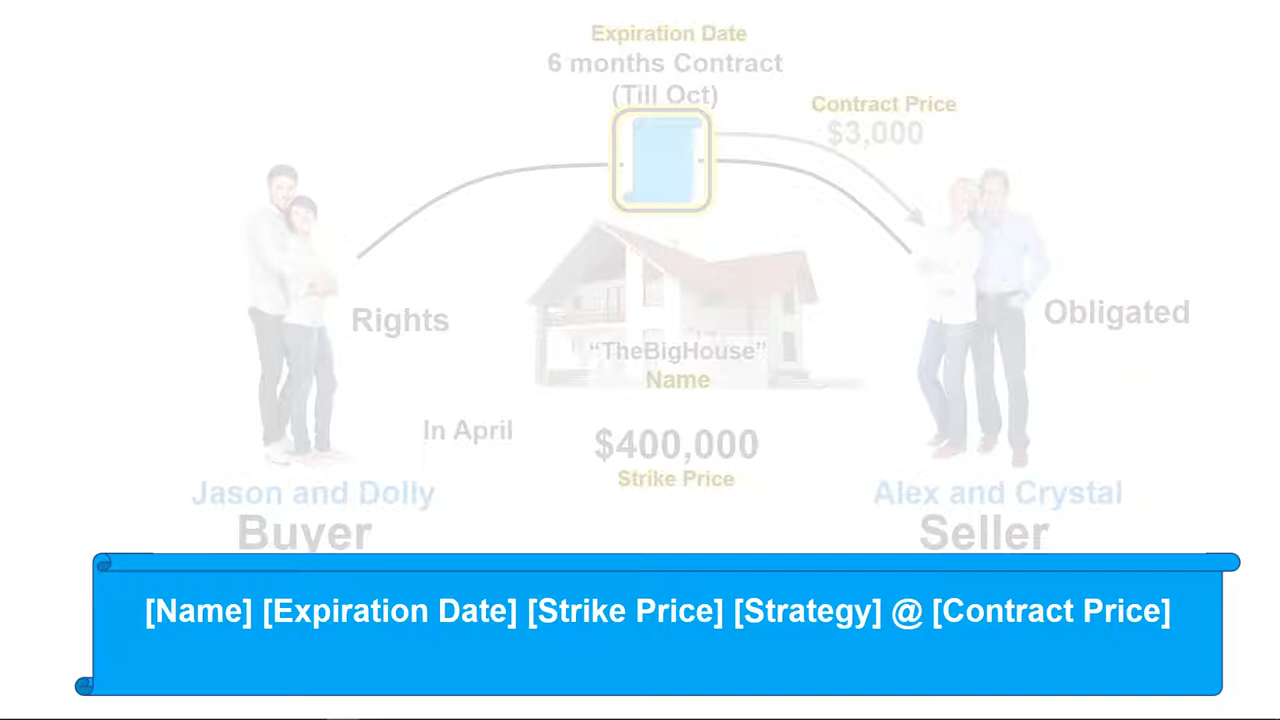 Expiration Date
6 months Contract
(Till Oct)
Contract Price
$3,000
Rights
Obligated
“TheBigHouse”
Name
In April
$400,000
Strike Price
Jason and Dolly
Buyer
Alex and Crystal
Seller
[Name] [Expiration Date] [Strike Price] [Strategy] @ [Contract Price]